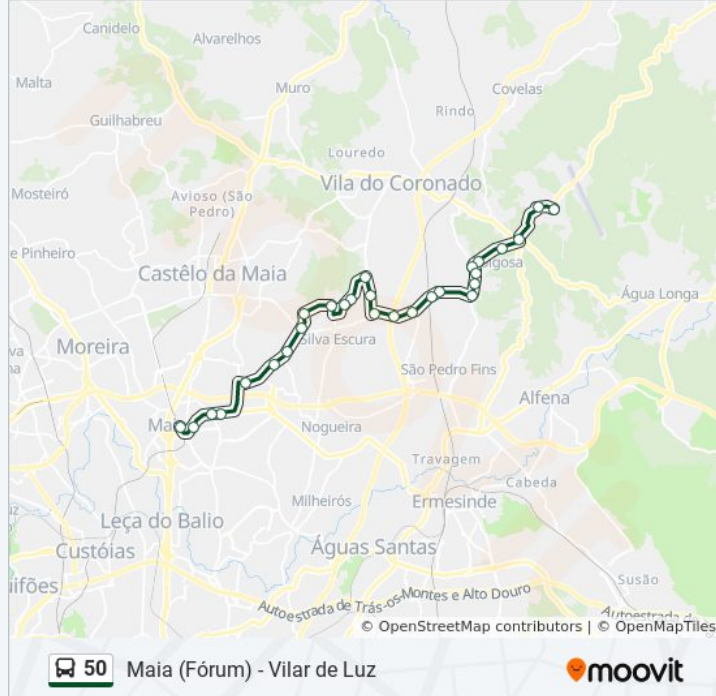 Canidelo
Alvarelhos
Malta
Muro
Covelas
Guilhabreu
Rindo
Louredo
Vila do Coronado
Mosteiró
Avioso (São
Pedro)
e Pinheiro
Castêlo da Maia
Água Longa
Moreira
Silva Escura
São Pedro Fins
Alfena
Nogueira
Travagem
Cabeda
Milheirós
Ermesinde
Leça do Balio
Custóias
Águas Santas
Susão
uifões
Autoestrada de Trás-os-Montes e Alto Douro
Autoestrada d
© OpenStreetMap contributors | © OpenMapTiles
50 Maia (Fórum) - Vilar de Luz
moovit